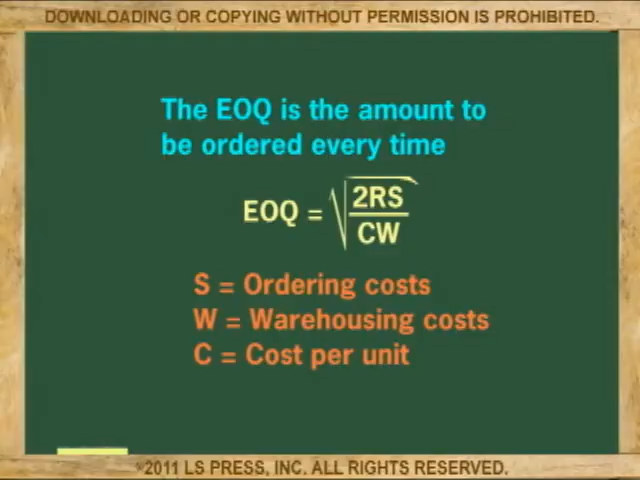 DOWNLOADING OR COPYING WITHOUT PERMISSION IS PROHIBITED.
The EOQ is the amount to
be ordered every time
EOQ = √(2RS/CW)
S = Ordering costs
W = Warehousing costs
C = Cost per unit
©2011 LS PRESS, INC. ALL RIGHTS RESERVED.